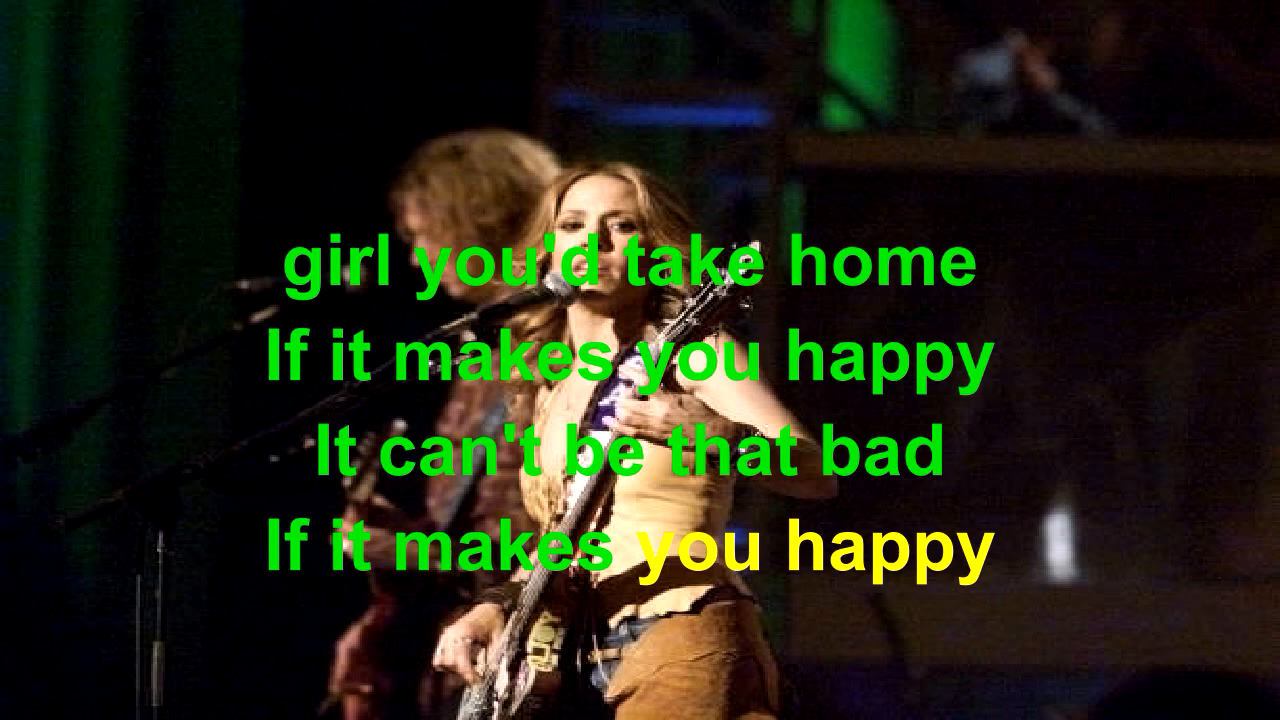 girl you'd take home
If it makes you happy
It can't be that bad
If it makes you happy